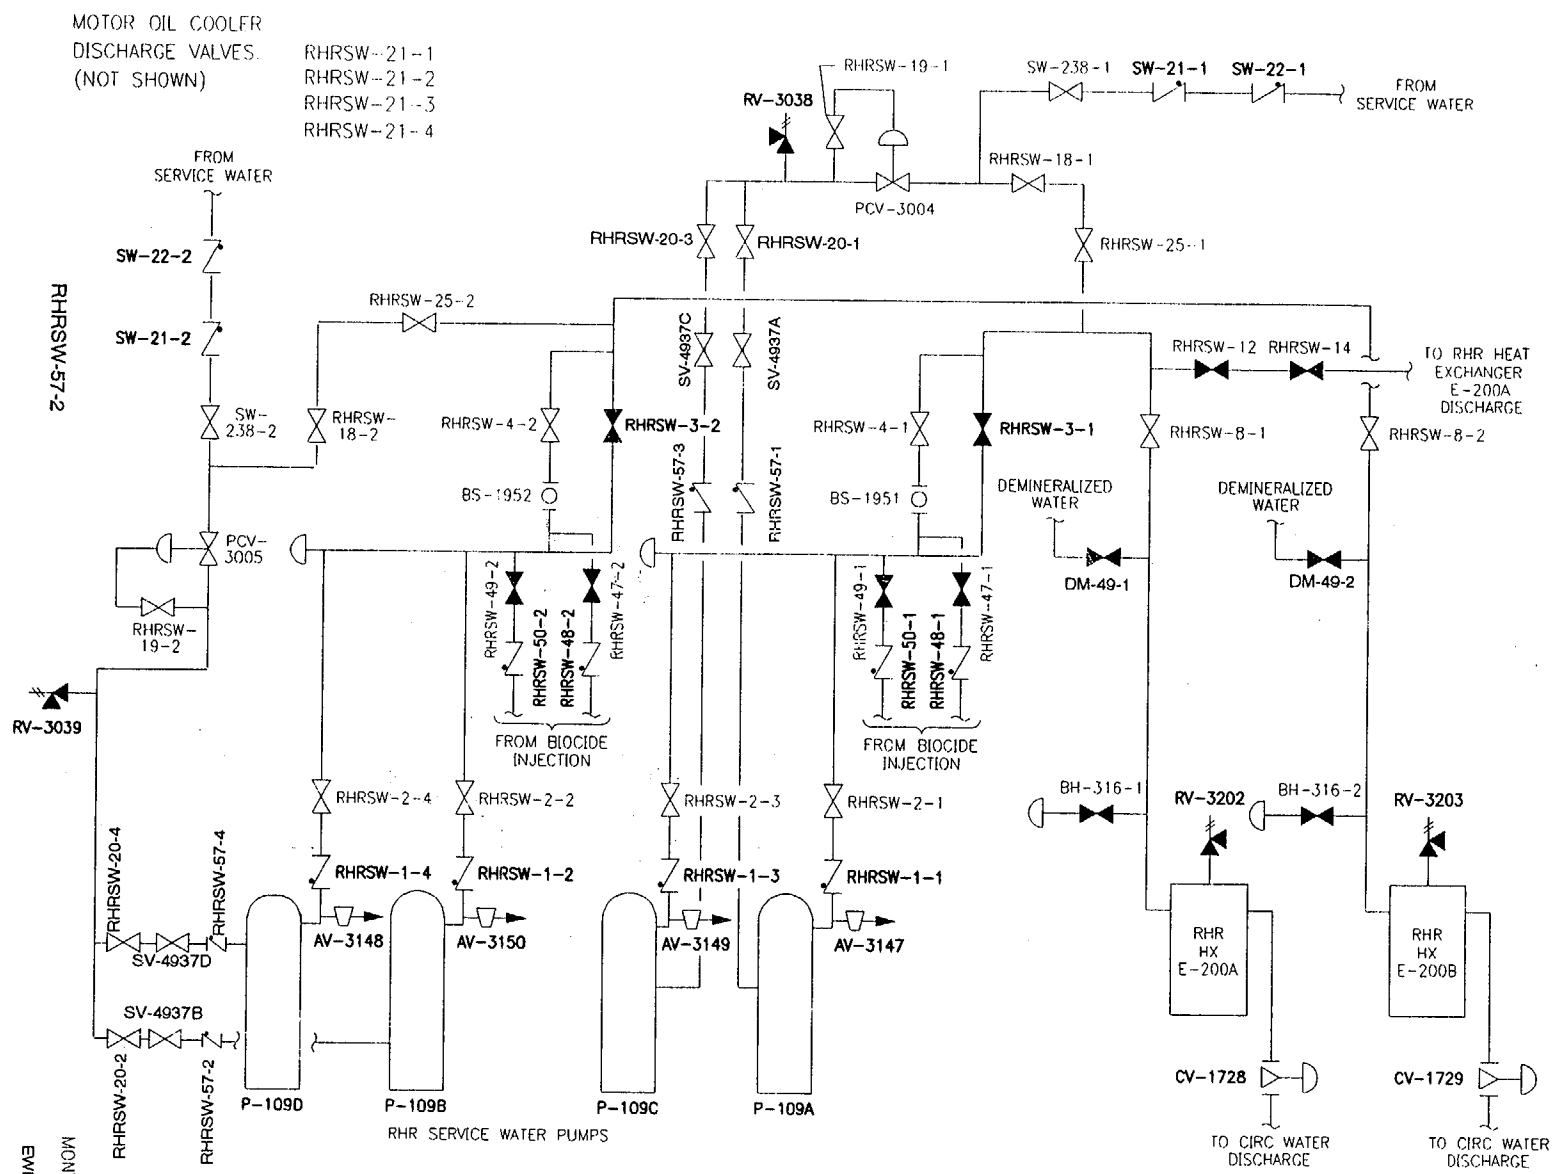 MOTOR OIL COOLER
DISCHARGE VALVES.
(NOT SHOWN)
RHRSW-21-1
RHRSW-21-2
RHRSW-21-3
RHRSW-21-4
RHRSW-19-1
SW-238-1
SW-21-1
SW-22-1
FROM
SERVICE WATER
RV-3038
FROM
SERVICE WATER
RHRSW-18-1
PCV-3004
RHRSW-20-3
RHRSW-20-1
RHRSW-25-1
SW-22-2
RHRSW-57-2
RHRSW-25-2
SW-21-2
SV-4937C
SV-4937A
RHRSW-12
RHRSW-14
TO RHR HEAT
EXCHANGER
E-200A
DISCHARGE
SW-
238-2
RHRSW-
18-2
RHRSW-4-2
RHRSW-3-2
RHRSW-4-1
RHRSW-3-1
RHRSW-8-1
RHRSW-8-2
RHRSW-57-3
RHRSW-57-1
BS-1952
BS-1951
DEMINERALIZED
WATER
DEMINERALIZED
WATER
PCV-
3005
DM-49-1
DM-49-2
RHRSW-49-2
RHRSW-50-2
RHRSW-48-2
RHRSW-47-2
RHRSW-49-1
RHRSW-50-1
RHRSW-48-1
RHRSW-47-1
RHRSW-
19-2
RV-3039
FROM BIOCIDE
INJECTION
FROM BIOCIDE
INJECTION
RHRSW-2-4
RHRSW-2-2
RHRSW-2-3
RHRSW-2-1
BH-316-1
RV-3202
BH-316-2
RV-3203
RHRSW-20-4
RHRSW-57-4
RHRSW-1-4
RHRSW-1-2
RHRSW-1-3
RHRSW-1-1
AV-3148
AV-3150
AV-3149
AV-3147
SV-4937D
RHR
HX
E-200A
RHR
HX
E-200B
SV-4937B
RHRSW-20-2
RHRSW-57-2
CV-1728
CV-1729
P-109D
P-109B
P-109C
P-109A
RHR SERVICE WATER PUMPS
TO CIRC WATER
DISCHARGE
TO CIRC WATER
DISCHARGE